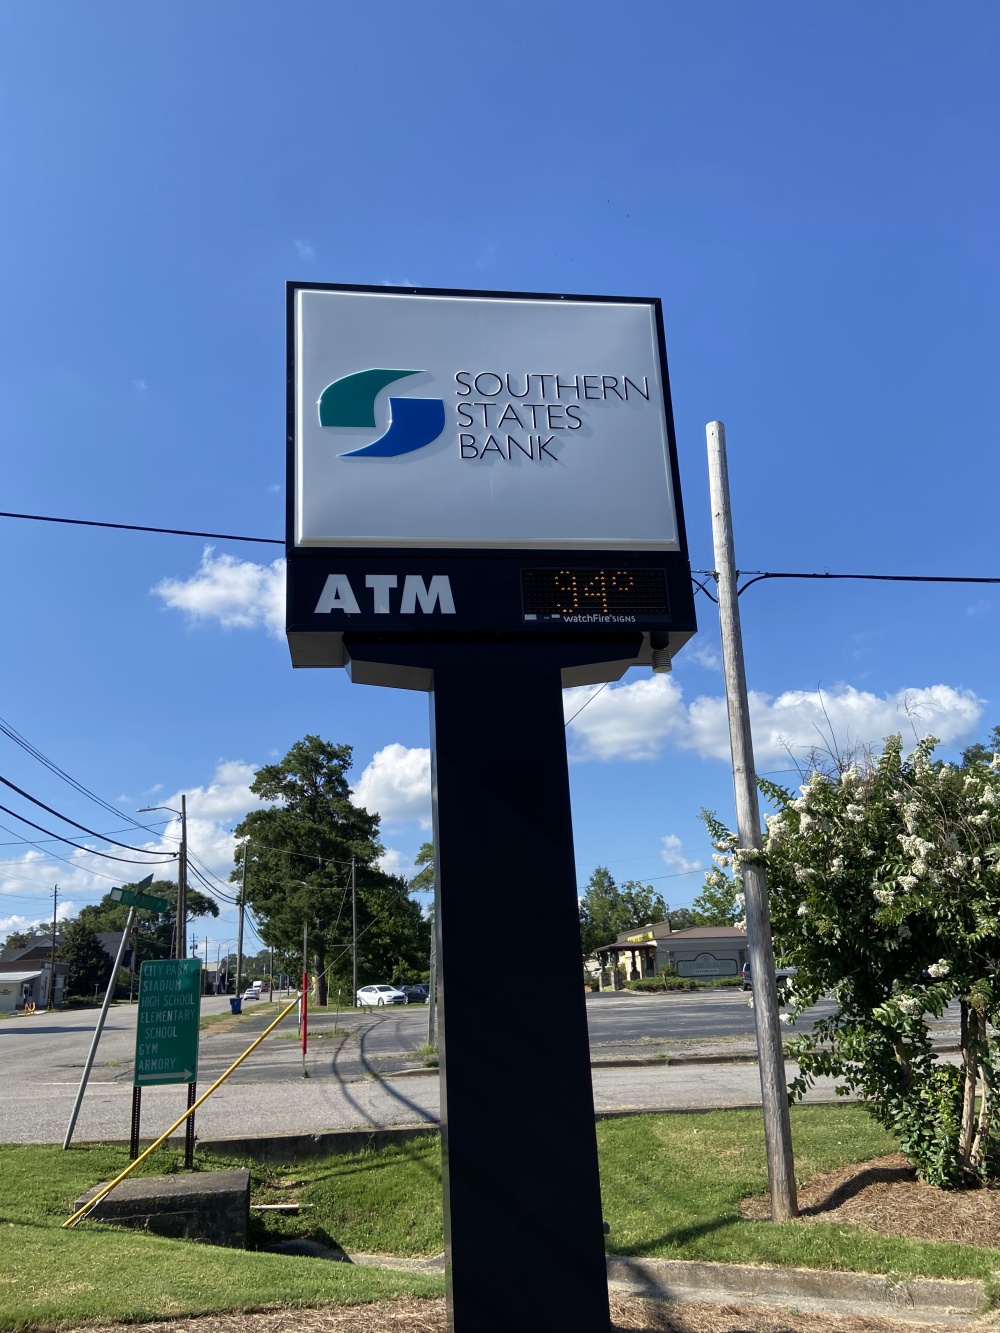 SOUTHERN
STATES
BANK
ATM
94°
watchFire SIGNS
CITY PARK
STADIUM
HIGH SCHOOL
ELEMENTARY
SCHOOL
GYM
ARMORY